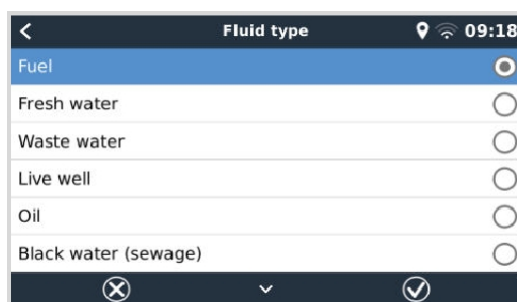 Fluid type 09:18
Fuel
Fresh water
Waste water
Live well
Oil
Black water (sewage)